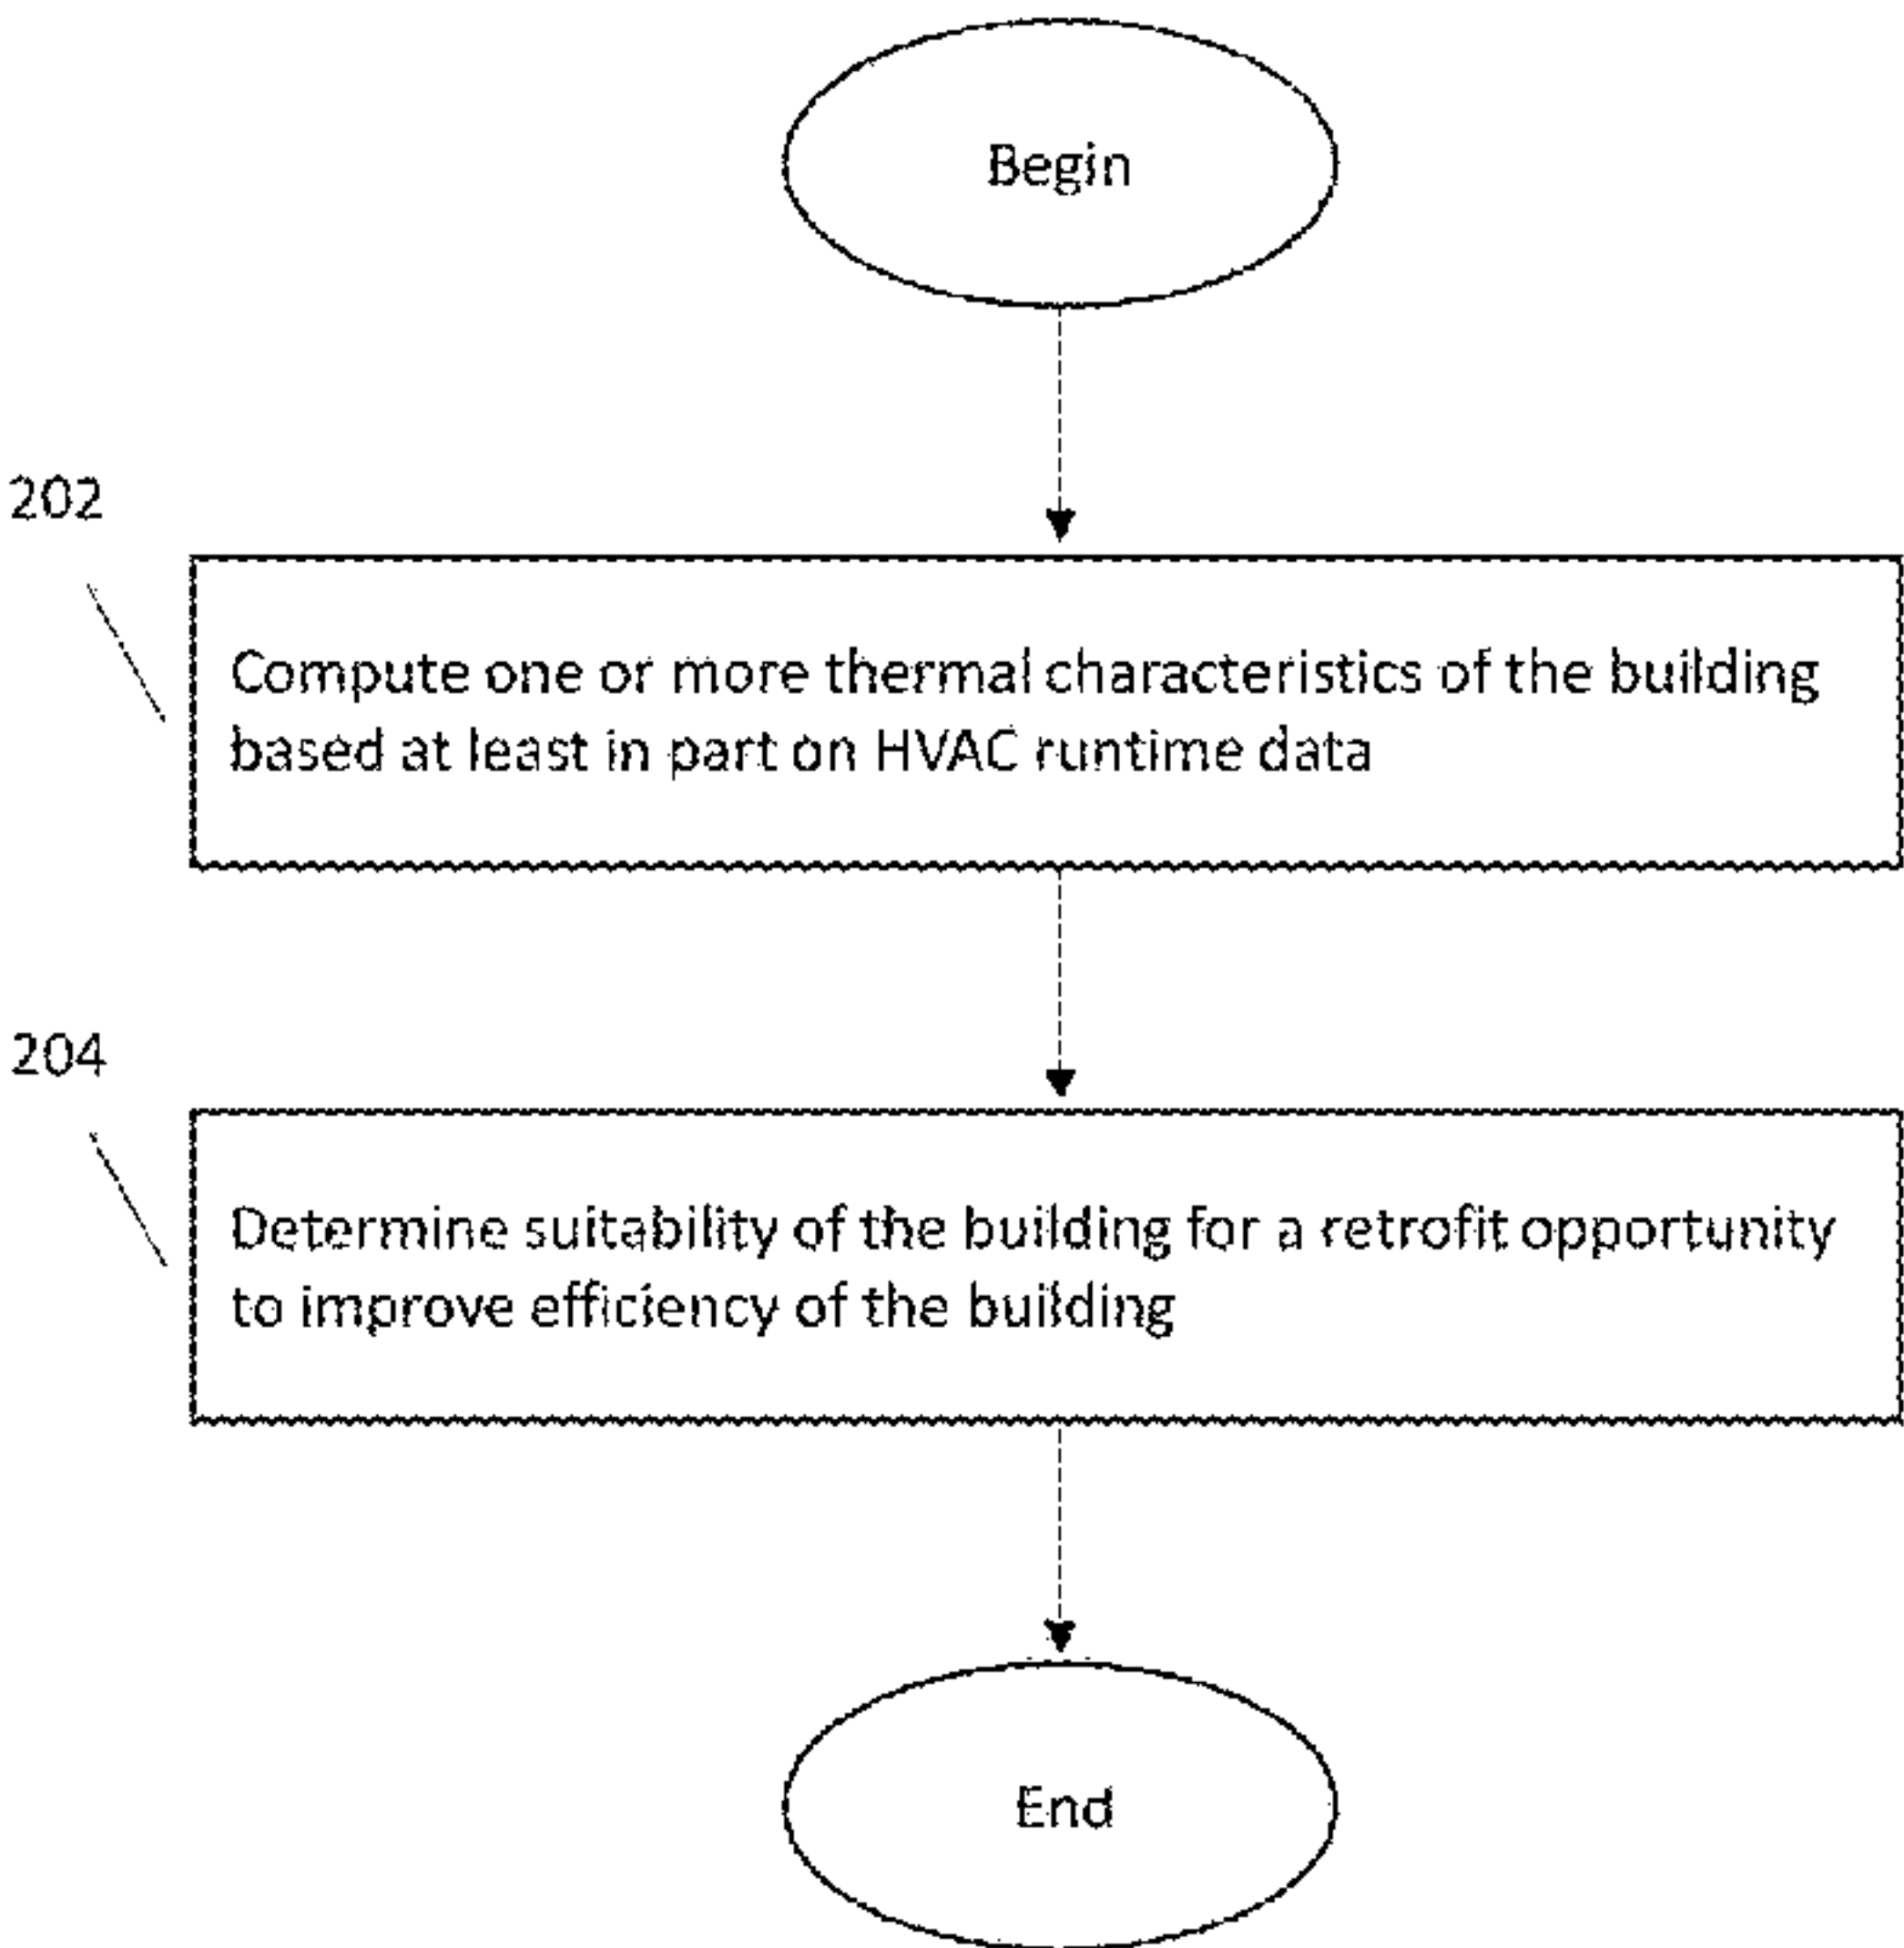 Begin
202
Compute one or more thermal characteristics of the building
based at least in part on HVAC runtime data
204
Determine suitability of the building for a retrofit opportunity
to improve efficiency of the building
End